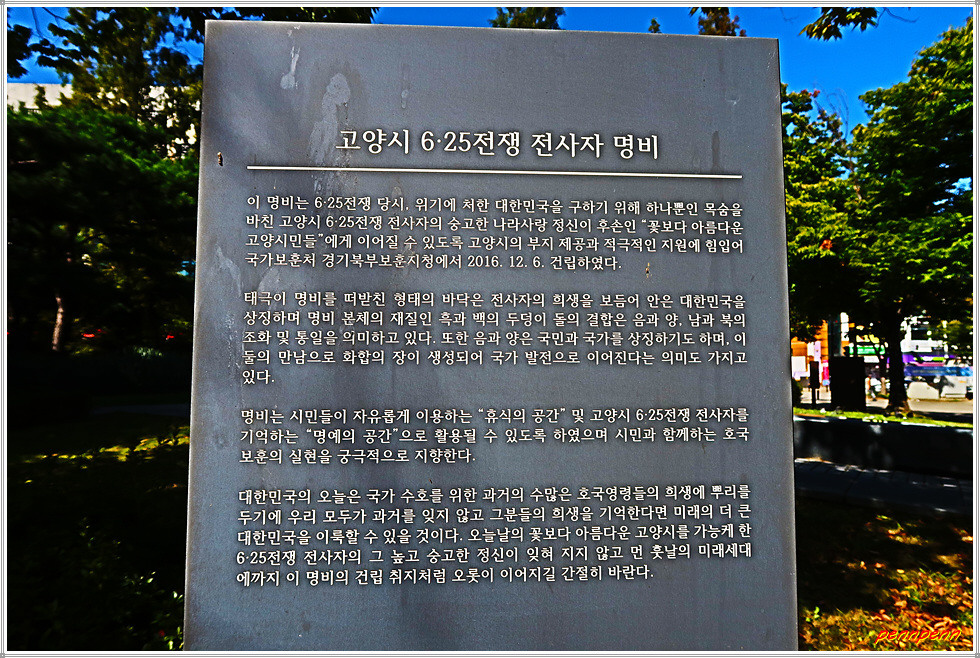 고양시 6·25전쟁 전사자 명비
이 명비는 6·25전쟁 당시, 위기에 처한 대한민국을 구하기 위해 하나뿐인 목숨을
바친 고양시 6·25전쟁 전사자의 숭고한 나라사랑 정신이 후손인 “꽃보다 아름다운
고양시민들”에게 이어질 수 있도록 고양시의 부지 제공과 적극적인 지원에 힘입어
국가보훈처 경기북부보훈지청에서 2016. 12. 6. 건립하였다.
태극이 명비를 떠받친 형태의 바닥은 전사자의 희생을 보듬어 안은 대한민국을
상징하며 명비 본체의 재질인 흑과 백의 두덩이 돌의 결합은 음과 양, 남과 북의
조화 및 통일을 의미하고 있다. 또한 음과 양은 국민과 국가를 상징하기도 하며, 이
둘의 만남으로 화합의 장이 생성되어 국가 발전으로 이어진다는 의미도 가지고
있다.
명비는 시민들이 자유롭게 이용하는 “휴식의 공간” 및 고양시 6·25전쟁 전사자를
기억하는 “명예의 공간”으로 활용될 수 있도록 하였으며 시민과 함께하는 호국
보훈의 실현을 궁극적으로 지향한다.
대한민국의 오늘은 국가 수호를 위한 과거의 수많은 호국영령들의 희생에 뿌리를
두기에 우리 모두가 과거를 잊지 않고 그분들의 희생을 기억한다면 미래의 더 큰
대한민국을 이룩할 수 있을 것이다. 오늘날의 꽃보다 아름다운 고양시를 가능케 한
6·25전쟁 전사자의 그 높고 숭고한 정신이 잊혀 지지 않고 먼 훗날의 미래세대
에까지 이 명비의 건립 취지처럼 오롯이 이어지길 간절히 바란다.